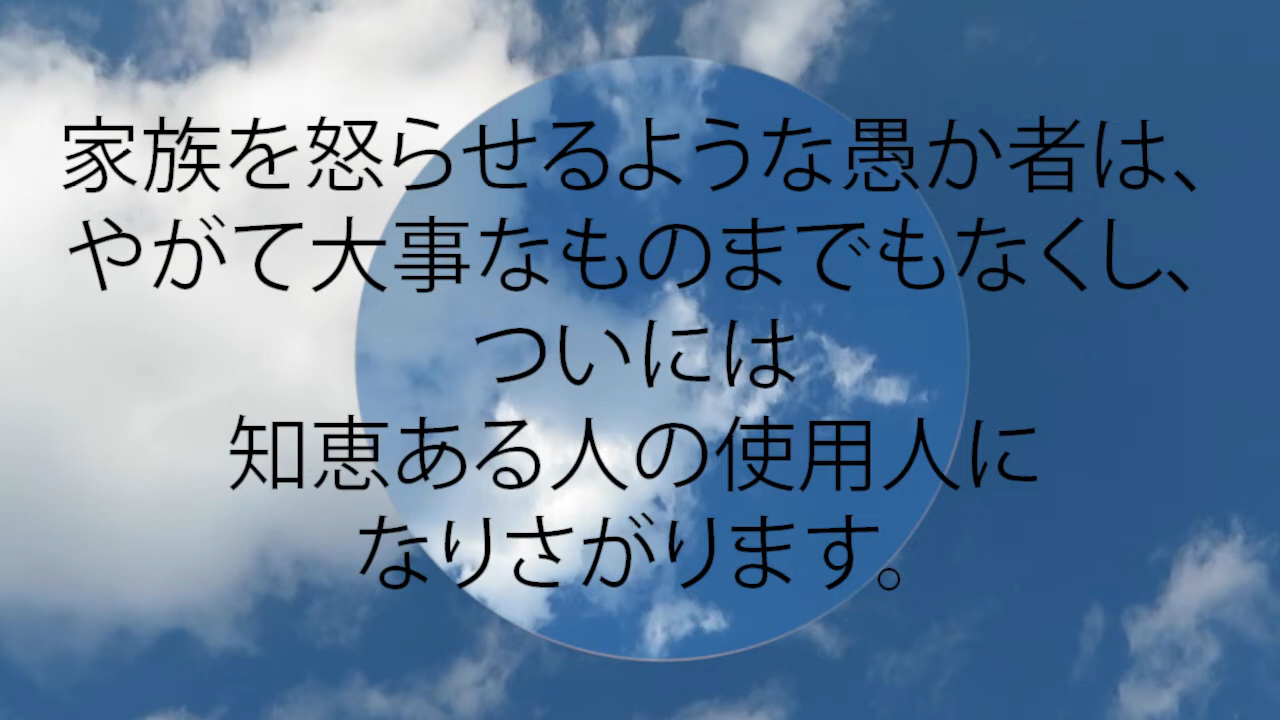 家族を怒らせるような愚か者は、
やがて大事なものまでもなくし、
ついには
知恵ある人の使用人に
なりさがります。